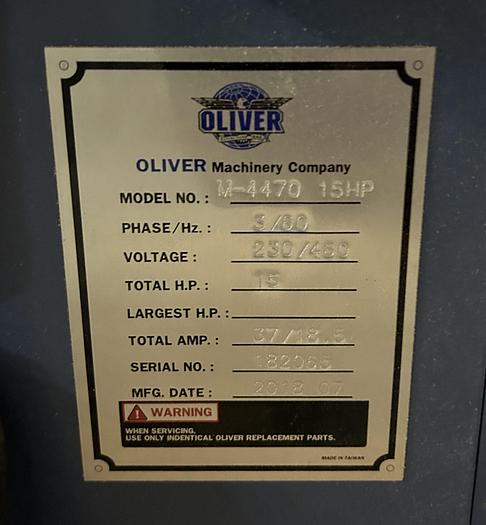 OLIVER
OLIVER Machinery Company
MODEL NO. : M-4470 15HP
PHASE/Hz. : 3/60
VOLTAGE : 230/460
TOTAL H.P. : 15
LARGEST H.P. :
TOTAL AMP. : 37/18.5
SERIAL NO. : 182065
MFG. DATE : 2018.07
WARNING
WHEN SERVICING,
USE ONLY INDENTICAL OLIVER REPLACEMENT PARTS.
MADE IN TAIWAN